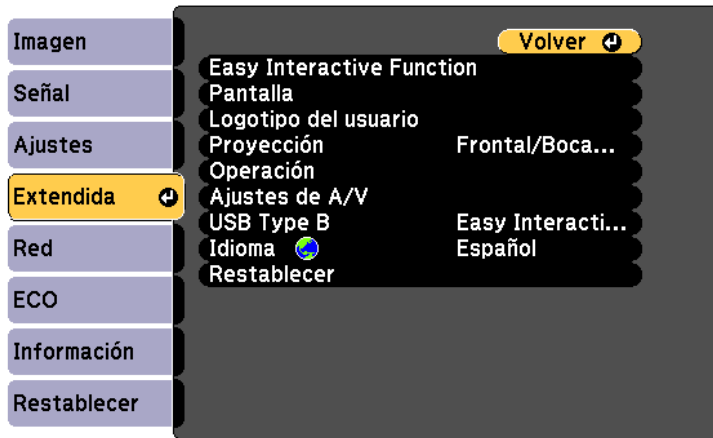 Imagen
Señal
Ajustes
Extendida
Red
ECO
Información
Restablecer
Volver
Easy Interactive Function
Pantalla
Logotipo del usuario
Proyección Frontal/Boca...
Operación
Ajustes de A/V
USB Type B Easy Interacti...
Idioma Español
Restablecer